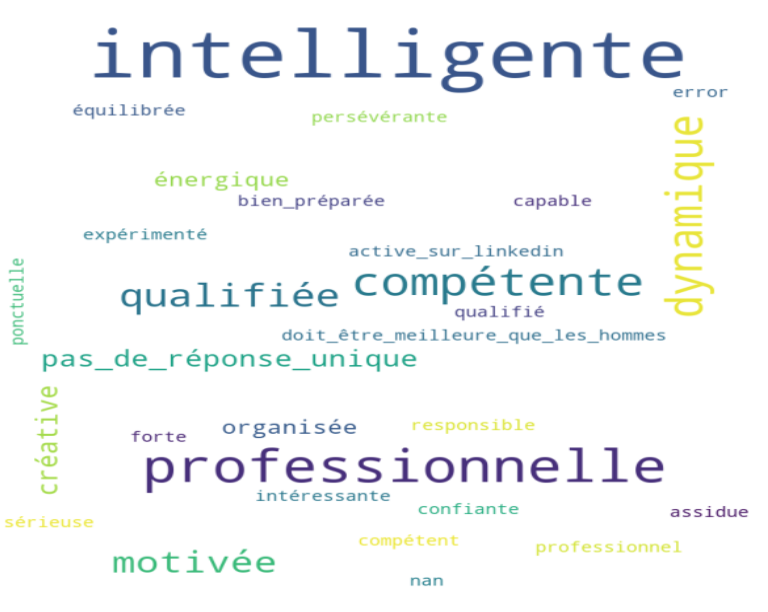 intelligente
error
équilibrée
persévérante
dynamique
énergique
bien_préparée
capable
expérimenté
active_sur_linkedin
ponctuelle
qualifiée
compétente
qualifié
doit_être_meilleure_que_les_hommes
pas_de_réponse_unique
créative
forte
organisée
responsible
professionnelle
intéressante
confiante
assidue
sérieuse
compétent
professionnel
motivée
nan